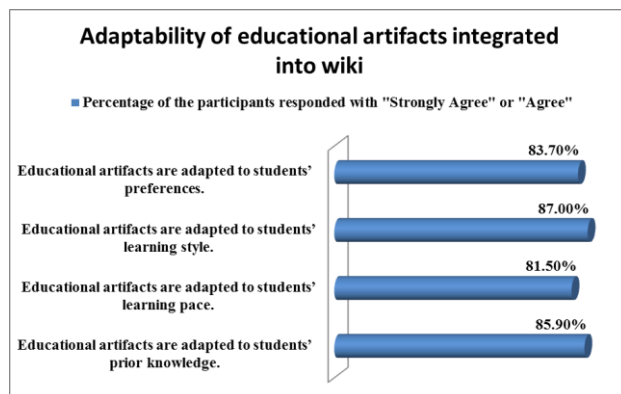 Adaptability of educational artifacts integrated
into wiki
Percentage of the participants responded with "Strongly Agree" or "Agree"
83.70%
Educational artifacts are adapted to students’
preferences.
87.00%
Educational artifacts are adapted to students’
learning style.
81.50%
Educational artifacts are adapted to students’
learning pace.
85.90%
Educational artifacts are adapted to students’
prior knowledge.